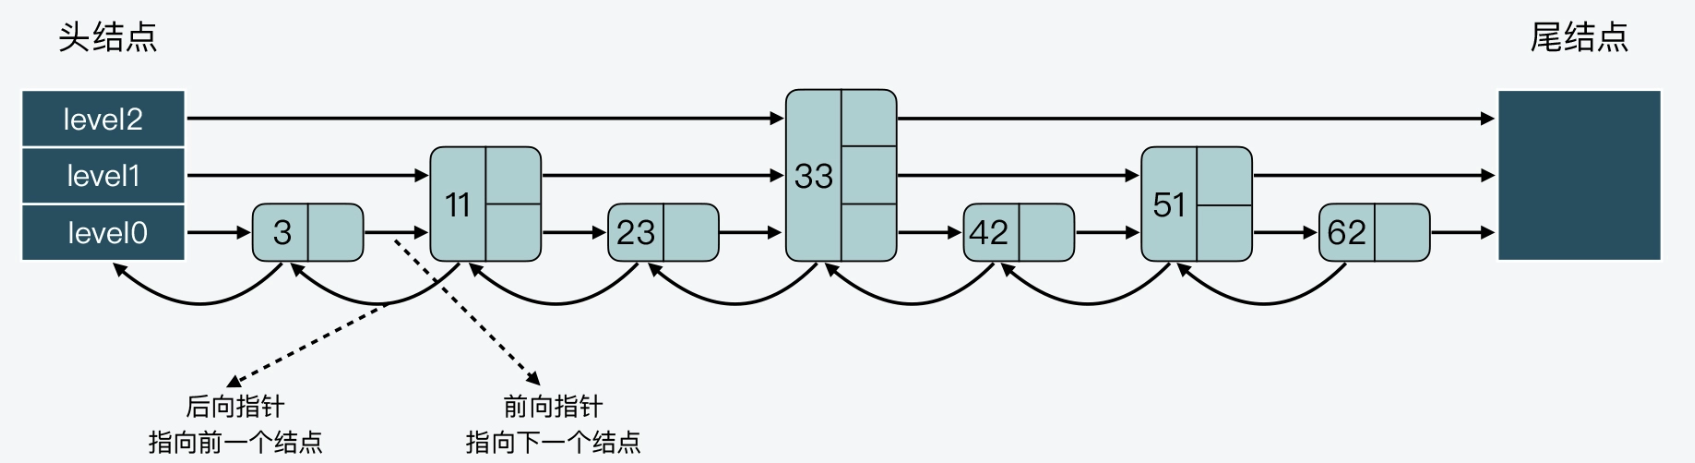 头结点
尾结点
level2
level1
level0
3
11
23
33
42
51
62
后向指针
指向前一个结点
前向指针
指向下一个结点